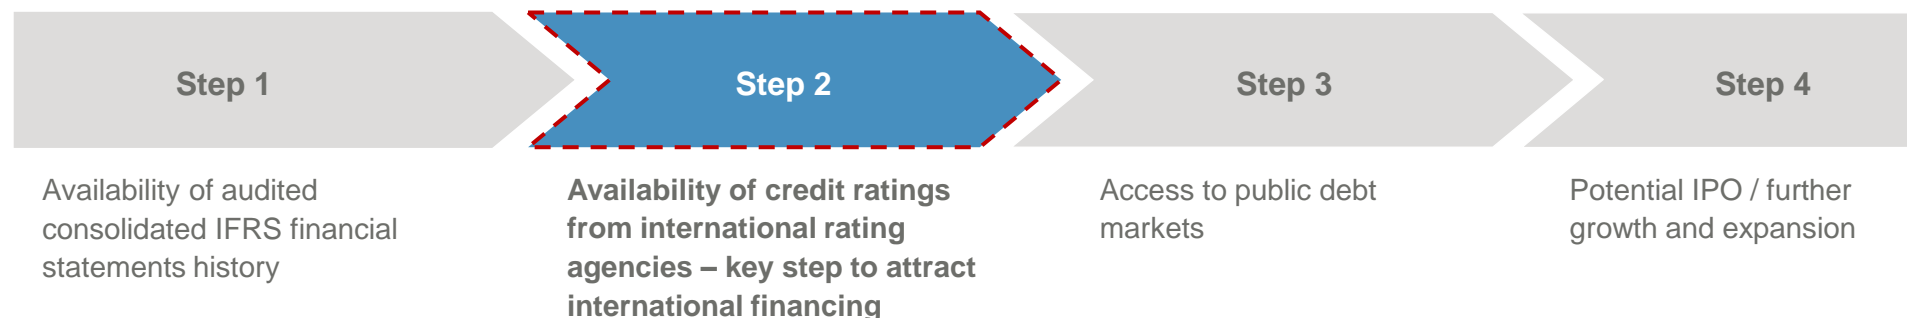 Step 1
Step 2
Step 3
Step 4
Availability of audited
consolidated IFRS financial
statements history
Availability of credit ratings
from international rating
agencies – key step to attract
international financing
Access to public debt
markets
Potential IPO / further
growth and expansion